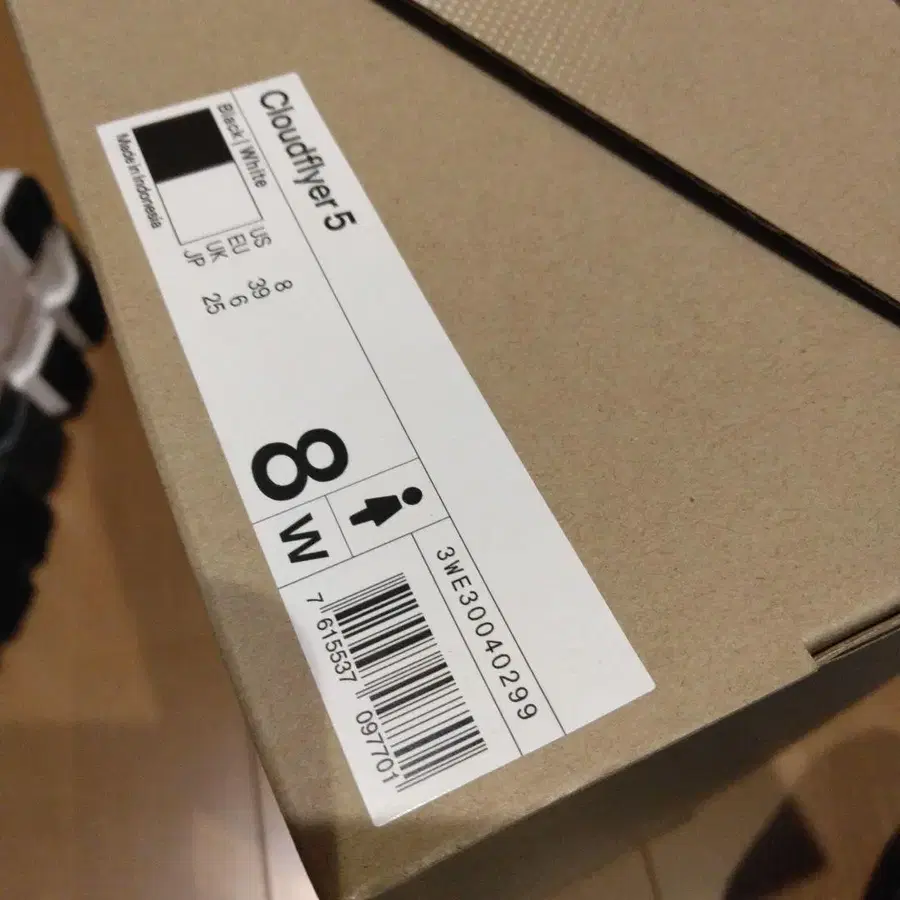 Cloudflyer 5
Black | White
Made in Indonesia
US 8
EU 39
UK 6
JP 25
8
W
3WE30040299
7 615537 097701